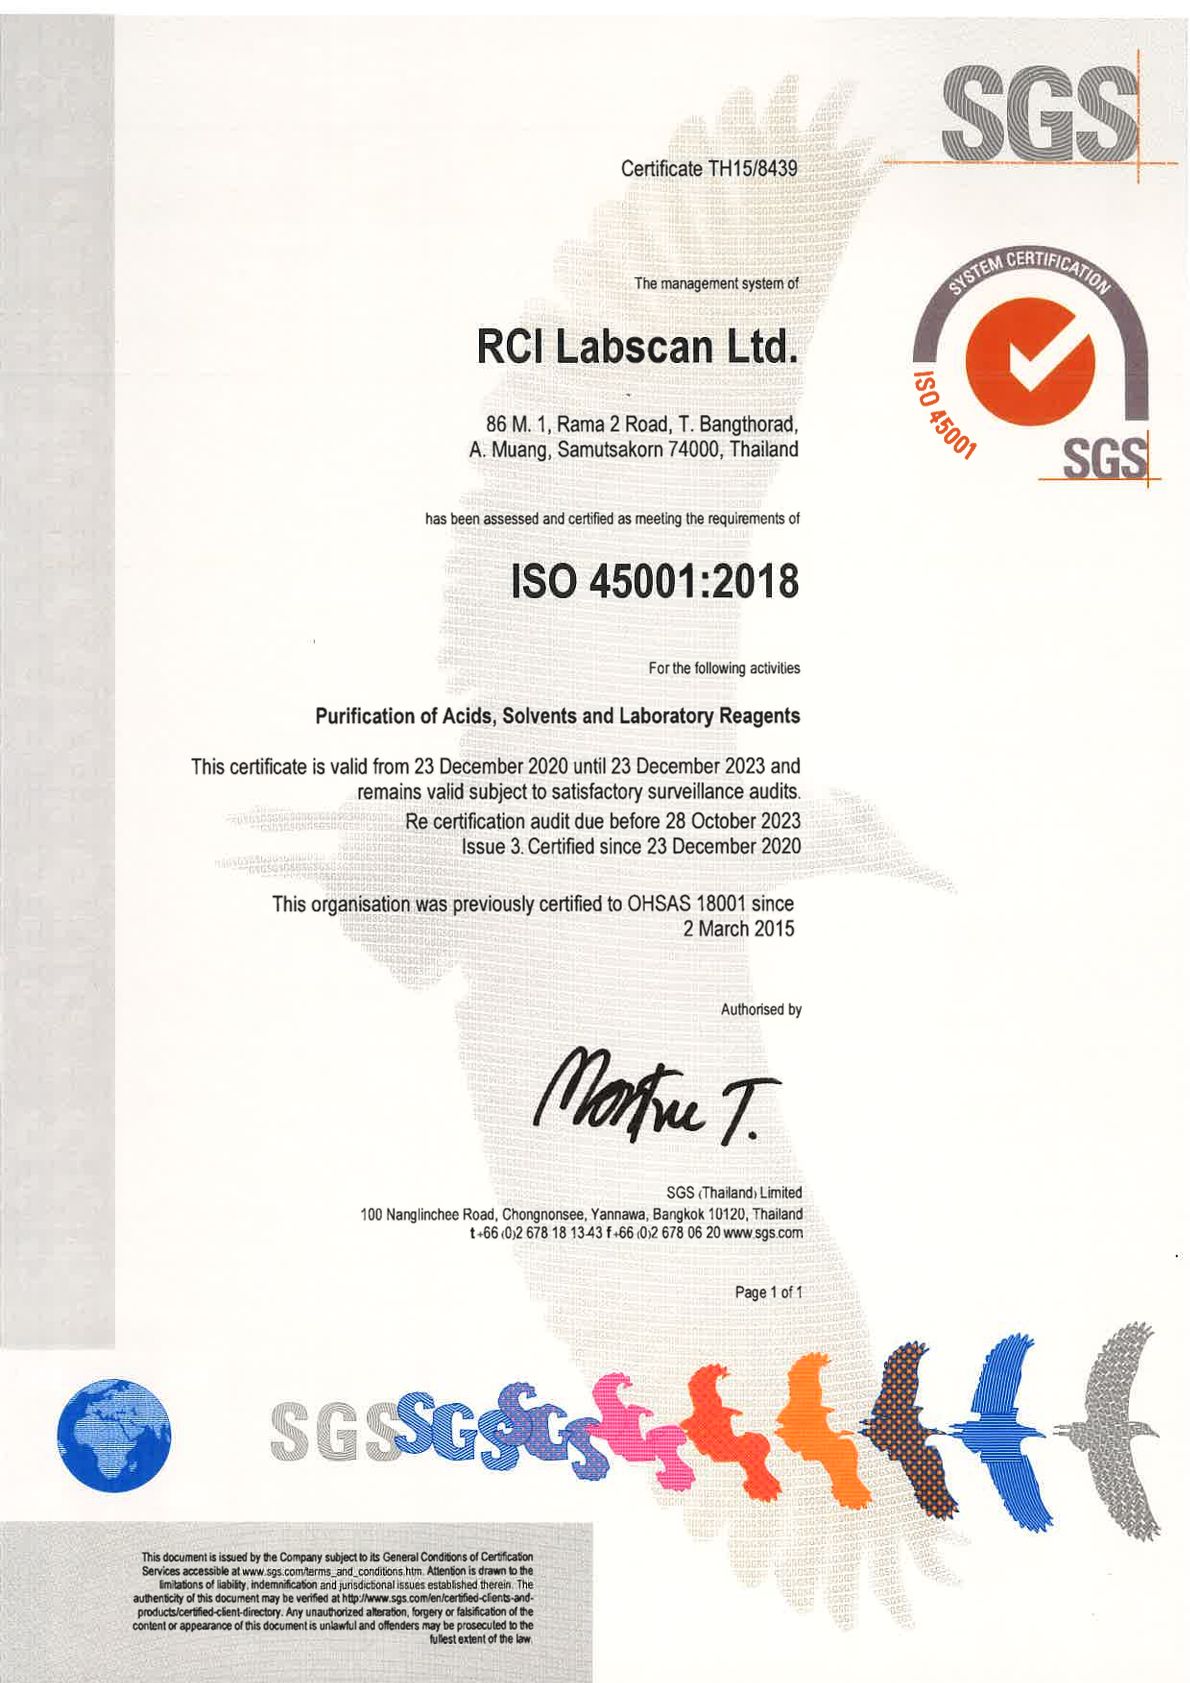 SGS
Certificate TH15/8439
SYSTEM CERTIFICATION
ISO 45001
SGS
The management system of
RCI Labscan Ltd.
86 M. 1, Rama 2 Road, T. Bangthorad,
A. Muang, Samutsakorn 74000, Thailand
has been assessed and certified as meeting the requirements of
ISO 45001:2018
For the following activities
Purification of Acids, Solvents and Laboratory Reagents
This certificate is valid from 23 December 2020 until 23 December 2023 and
remains valid subject to satisfactory surveillance audits.
Re certification audit due before 28 October 2023
Issue 3. Certified since 23 December 2020
This organisation was previously certified to OHSAS 18001 since
2 March 2015
Authorised by
SGS (Thailand) Limited
100 Nanglinchee Road, Chongnonsee, Yannawa, Bangkok 10120, Thailand
t +66 (0)2 678 18 13-43 f +66 (0)2 678 06 20 www.sgs.com
Page 1 of 1
SGS SGS SGS
This document is issued by the Company subject to its General Conditions of Certification
Services accessible at www.sgs.com/terms_and_conditions.htm. Attention is drawn to the
limitations of liability, indemnification and jurisdictional issues established therein. The
authenticity of this document may be verified at http://www.sgs.com/en/certified-clients-and-
products/certified-client-directory. Any unauthorized alteration, forgery or falsification of the
content or appearance of this document is unlawful and offenders may be prosecuted to the
fullest extent of the law.